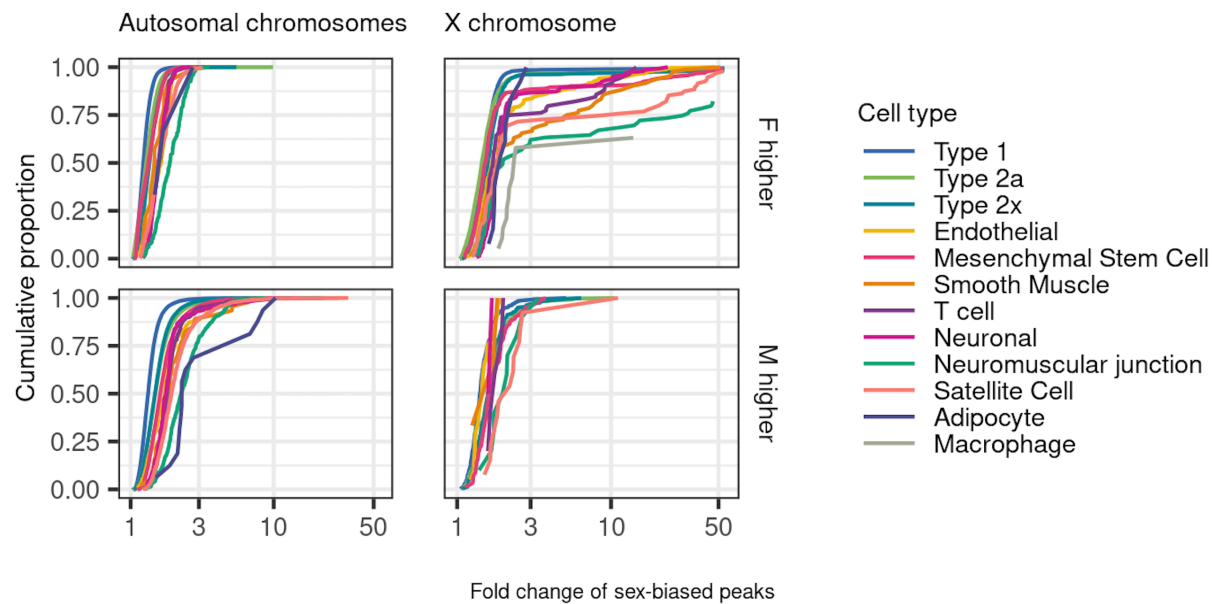 Autosomal chromosomes
X chromosome
Cumulative proportion
1.00
0.75
0.50
0.25
0.00
F higher
1.00
0.75
0.50
0.25
0.00
M higher
1 3 10 50
1 3 10 50
Fold change of sex-biased peaks
Cell type
Type 1
Type 2a
Type 2x
Endothelial
Mesenchymal Stem Cell
Smooth Muscle
T cell
Neuronal
Neuromuscular junction
Satellite Cell
Adipocyte
Macrophage